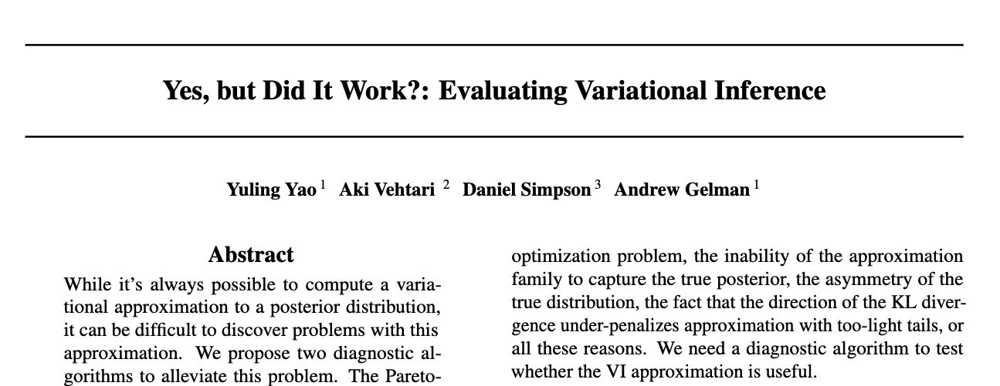 Yes, but Did It Work?: Evaluating Variational Inference
Yuling Yao 1 Aki Vehtari 2 Daniel Simpson 3 Andrew Gelman 1
Abstract
While it's always possible to compute a varia-
tional approximation to a posterior distribution,
it can be difficult to discover problems with this
approximation. We propose two diagnostic al-
gorithms to alleviate this problem. The Pareto-
optimization problem, the inability of the approximation
family to capture the true posterior, the asymmetry of the
true distribution, the fact that the direction of the KL diver-
gence under-penalizes approximation with too-light tails, or
all these reasons. We need a diagnostic algorithm to test
whether the VI approximation is useful.